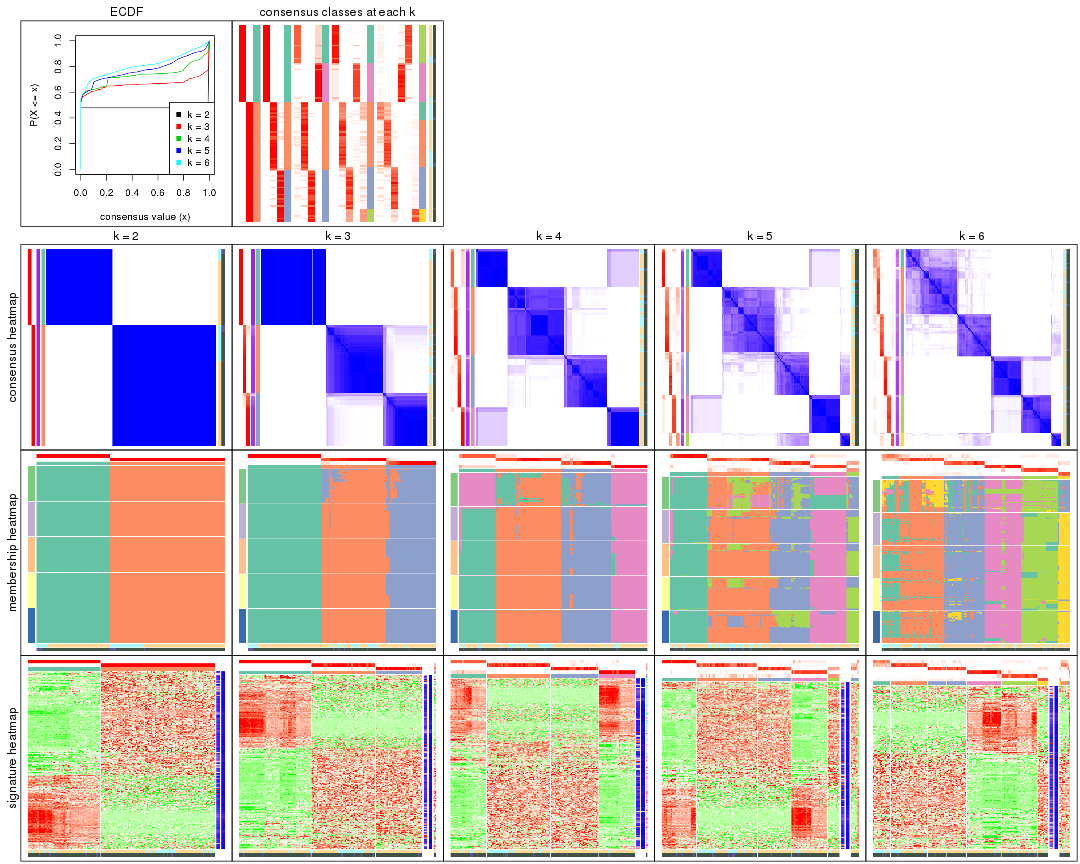 ECDF
consensus classes at each k
P(X <= x)
0.0 0.2 0.4 0.6 0.8 1.0
k = 2
k = 3
k = 4
k = 5
k = 6
0.0 0.2 0.4 0.6 0.8 1.0
consensus value (x)
k = 2
k = 3
k = 4
k = 5
k = 6
consensus heatmap
membership heatmap
signature heatmap